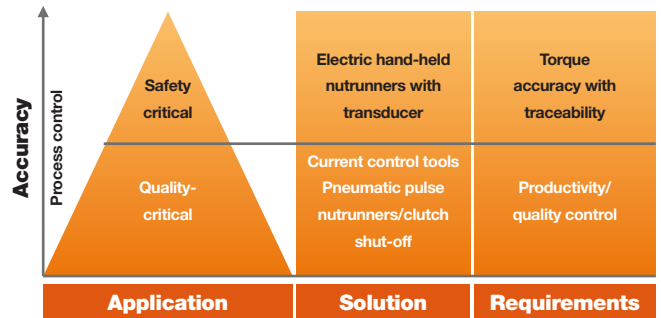 Accuracy
Process control
Safety
critical
Quality-
critical
Electric hand-held
nutrunners with
transducer
Current control tools
Pneumatic pulse
nutrunners/clutch
shut-off
Torque
accuracy with
traceability
Productivity/
quality control
Application
Solution
Requirements